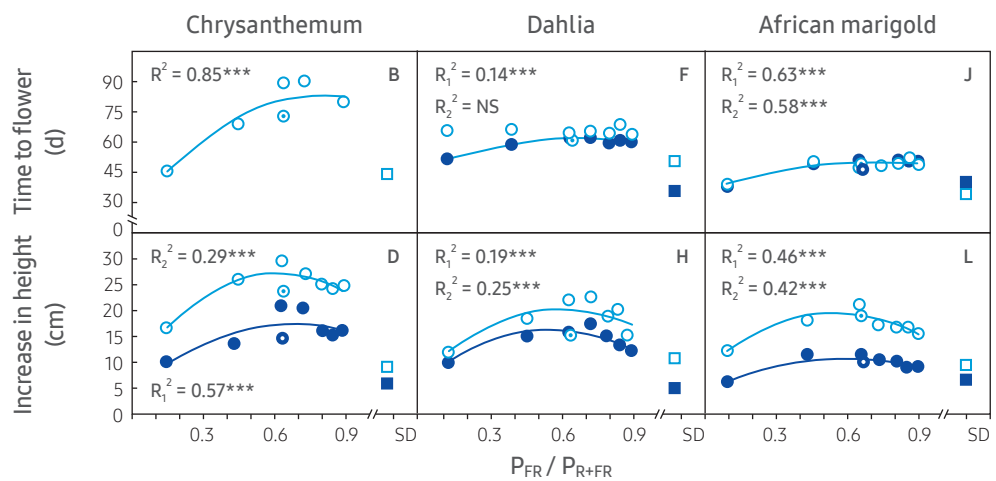 Chrysanthemum Dahlia African marigold
Time to flower
(d)
90
75
60
45
30
0
R² = 0.85***
B
R₁² = 0.14***
R₂² = NS
F
R₁² = 0.63***
R₂² = 0.58***
J
Increase in height
(cm)
30
25
20
15
10
5
0
R₂² = 0.29***
D
R₁² = 0.57***
R₁² = 0.19***
R₂² = 0.25***
H
R₁² = 0.46***
R₂² = 0.42***
L
0.3 0.6 0.9 SD 0.3 0.6 0.9 SD 0.3 0.6 0.9 SD
P_FR / P_R+FR